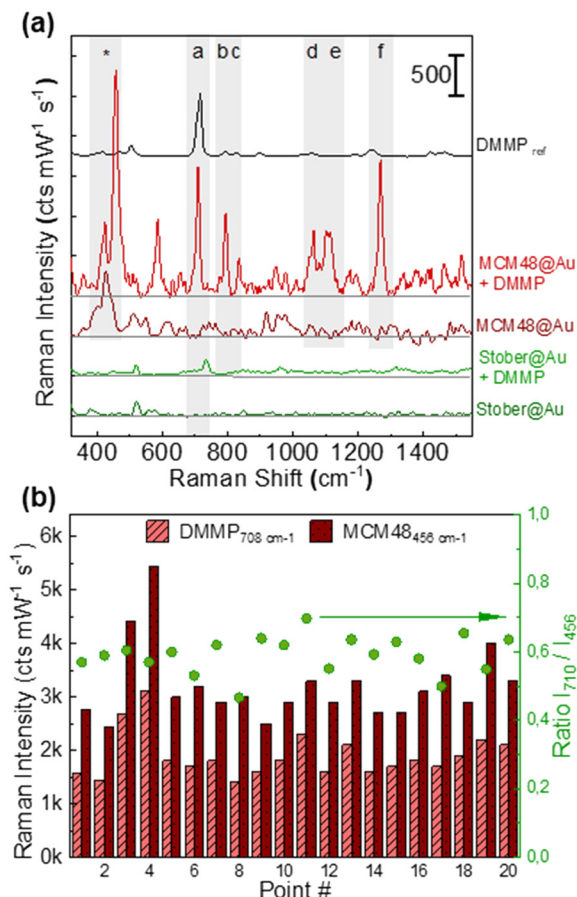 (a)
* a b c d e f
500
DMMP ref
MCM48@Au
+ DMMP
MCM48@Au
Stober@Au
+ DMMP
Stober@Au
Raman Intensity (cts mW⁻¹ s⁻¹)
400 600 800 1000 1200 1400
Raman Shift (cm⁻¹)
(b)
DMMP708 cm-1 MCM48456 cm-1
Raman Intensity (cts mW⁻¹ s⁻¹)
6k
5k
4k
3k
2k
1k
0k
1,0
0,8
0,6
0,4
0,2
0,0
Ratio I710 / I456
2 4 6 8 10 12 14 16 18 20
Point #